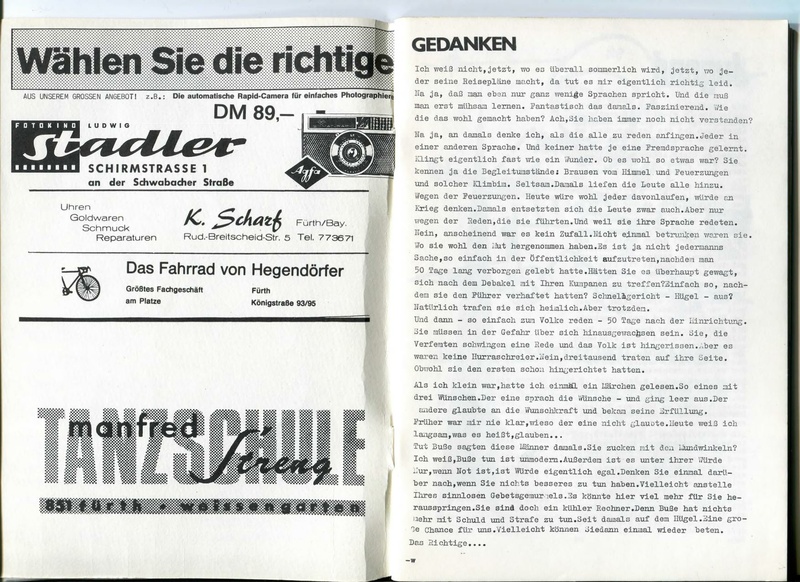 Wählen Sie die richtige
AUS UNSEREM GROSSEN ANGEBOT! z.B.: Die automatische Rapid-Camera für einfaches Photographieren
DM 89,—
FOTOKINO LUDWIG
Stadler
SCHIRMSTRASSE 1
an der Schwabacher Straße
Agfa
Uhren
Goldwaren
Schmuck
Reparaturen
K. Scharf Fürth/Bay.
Rud.-Breitscheid-Str. 5 Tel. 773671
Das Fahrrad von Hegendörfer
Größtes Fachgeschäft Fürth
am Platze Königstraße 93/95
TANZSCHULE
manfred
Streng
851 fürth • weissengarten
GEDANKEN
Ich weiß nicht,jetzt, wo es überall sommerlich wird, jetzt, wo je-
der seine Reisepläne macht, da tut es mir eigentlich richtig leid.
Na ja, daß man eben nur ganz wenige Sprachen spricht. Und die muß
man erst mühsam lernen. Fantastisch das damals. Faszinierend. Wie
die das wohl gemacht haben? Ach,Sie haben immer noch nicht verstanden?
Na ja, an damals denke ich, als die alle zu reden anfingen.Jeder in
einer anderen Sprache. Und keiner hatte je eine Fremdsprache gelernt.
Klingt eigentlich fast wie ein Wunder. Ob es wohl so etwas war? Sie
kennen ja die Begleitumstände: Brausen vom Himmel und Feuerzungen
und solcher Klimbim. Seltsam.Damals liefen die Leute alle hinzu.
Wegen der Feuerzungen. Heute würe wohl jeder davonlaufen, würde an
Krieg denken.Damals entsetzten sich die Leute zwar auch.Aber nur
wegen der Reden,die sie führten.Und weil sie ihre Sprache redeten.
Nein, anscheinend war es kein Zufall.Nicht einmal betrunken waren sie.
Wo sie wohl den Mut hergenommen haben.Es ist ja nicht jedermanns
Sache,so einfach in der Öffentlichkeit aufzutreten,nachdem man
50 Tage lang verborgen gelebt hatte.Hätten Sie es überhaupt gewagt,
sich nach dem Debakel mit Ihren Kumpanen zu treffen?Einfach so, nach-
dem sie den Führer verhaftet hatten? Schnellgericht - Hügel - aus?
Natürlich trafen sie sich heimlich.Aber trotzdem.
Und dann - so einfach zum Volke reden - 50 Tage nach der Hinrichtung.
Sie müssen in der Gefahr über sich hinausgewachsen sein. Sie, die
Verfemten schwingen eine Rede und das Volk ist hingerissen.Aber es
waren keine Hurraschreier.Nein,dreitausend traten auf ihre Seite.
Obwohl sie den ersten schon hingerichtet hatten.
Als ich klein war,hatte ich einmal ein Märchen gelesen.So eines mit
drei Wünschen.Der eine sprach die Wünsche - und ging leer aus.Der
andere glaubte an die Wunschkraft und bekam seine Erfüllung.
Früher war mir nie klar,wieso der eine nicht glaubte.Heute weiß ich
langsam,was es heißt,glauben...
Tut Buße sagten diese Männer damals.Sie zucken mit den Mundwinkeln?
Ich weiß,Buße tun ist unmodern.Außerdem ist es unter ihrer Würde
Nur,wenn Not ist,ist Würde eigentlich egal.Denken Sie einmal darü-
ber nach,wenn Sie nichts besseres zu tun haben.Vielleicht anstelle
Ihres sinnlosen Gebetsgemurmels.Es könnte hier viel mehr für Sie he-
rausspringen.Sie sind doch ein kühler Rechner.Denn Buße hat nichts
mehr mit Schuld und Strafe zu tun.Seit damals auf dem Hügel.Eine gro-
ße Chance für uns.Vielleicht können Siedann einmal wieder beten.
Das Richtige....
-w